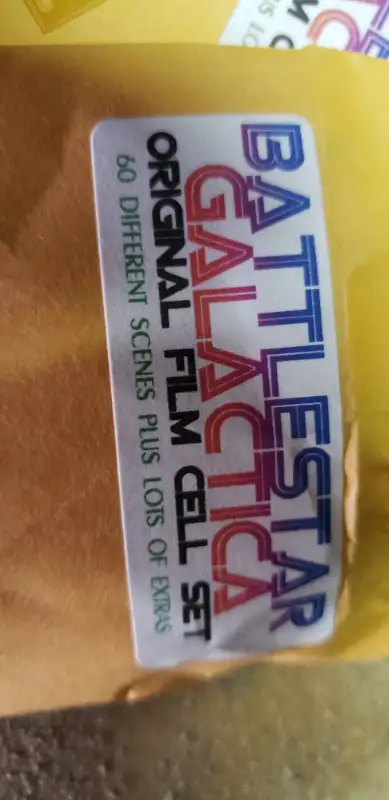 BATTLESTAR
GALACTICA
ORIGINAL FILM CELL SET
60 DIFFERENT SCENES PLUS LOTS OF EXTRAS